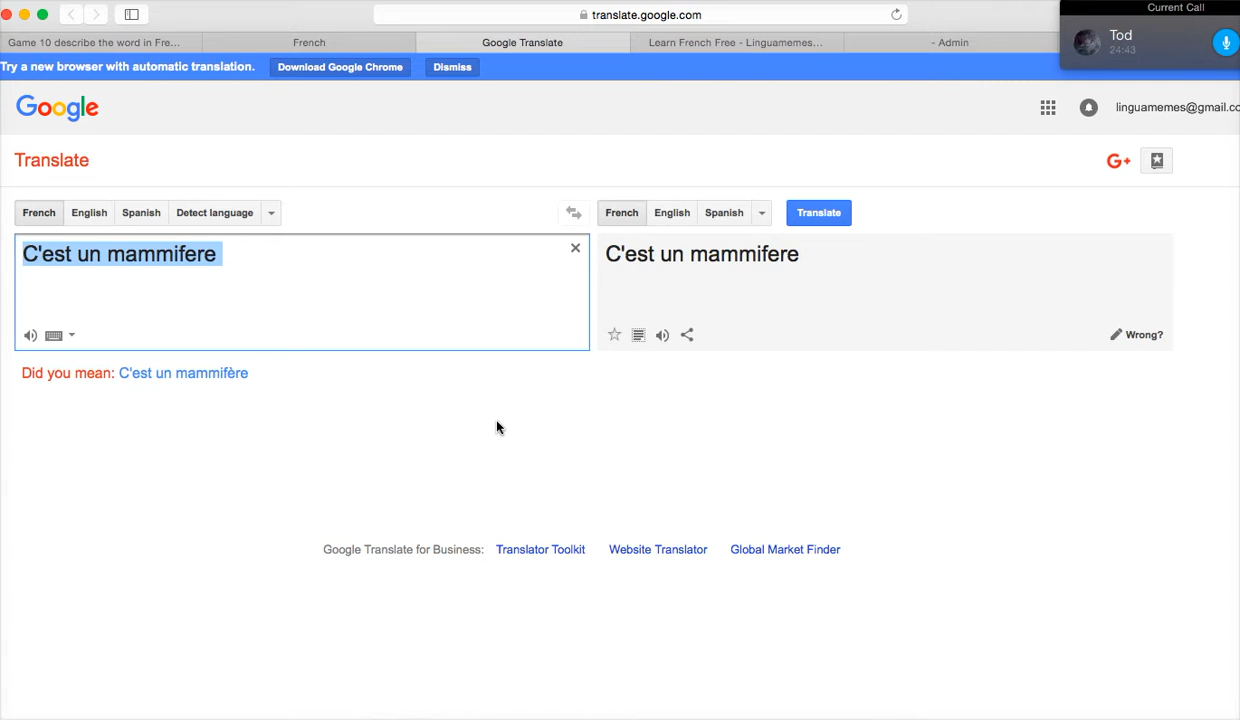 translate.google.com
Current Call
Tod
24:43
Game 10 describe the word in Fre...
French
Google Translate
Learn French Free - Linguamemes...
- Admin
Try a new browser with automatic translation.
Download Google Chrome
Dismiss
Google
linguamemes@gmail.co
Translate
G+
French English Spanish Detect language
French English Spanish Translate
C'est un mammifere
C'est un mammifere
Wrong?
Did you mean: C'est un mammifère
Google Translate for Business: Translator Toolkit Website Translator Global Market Finder